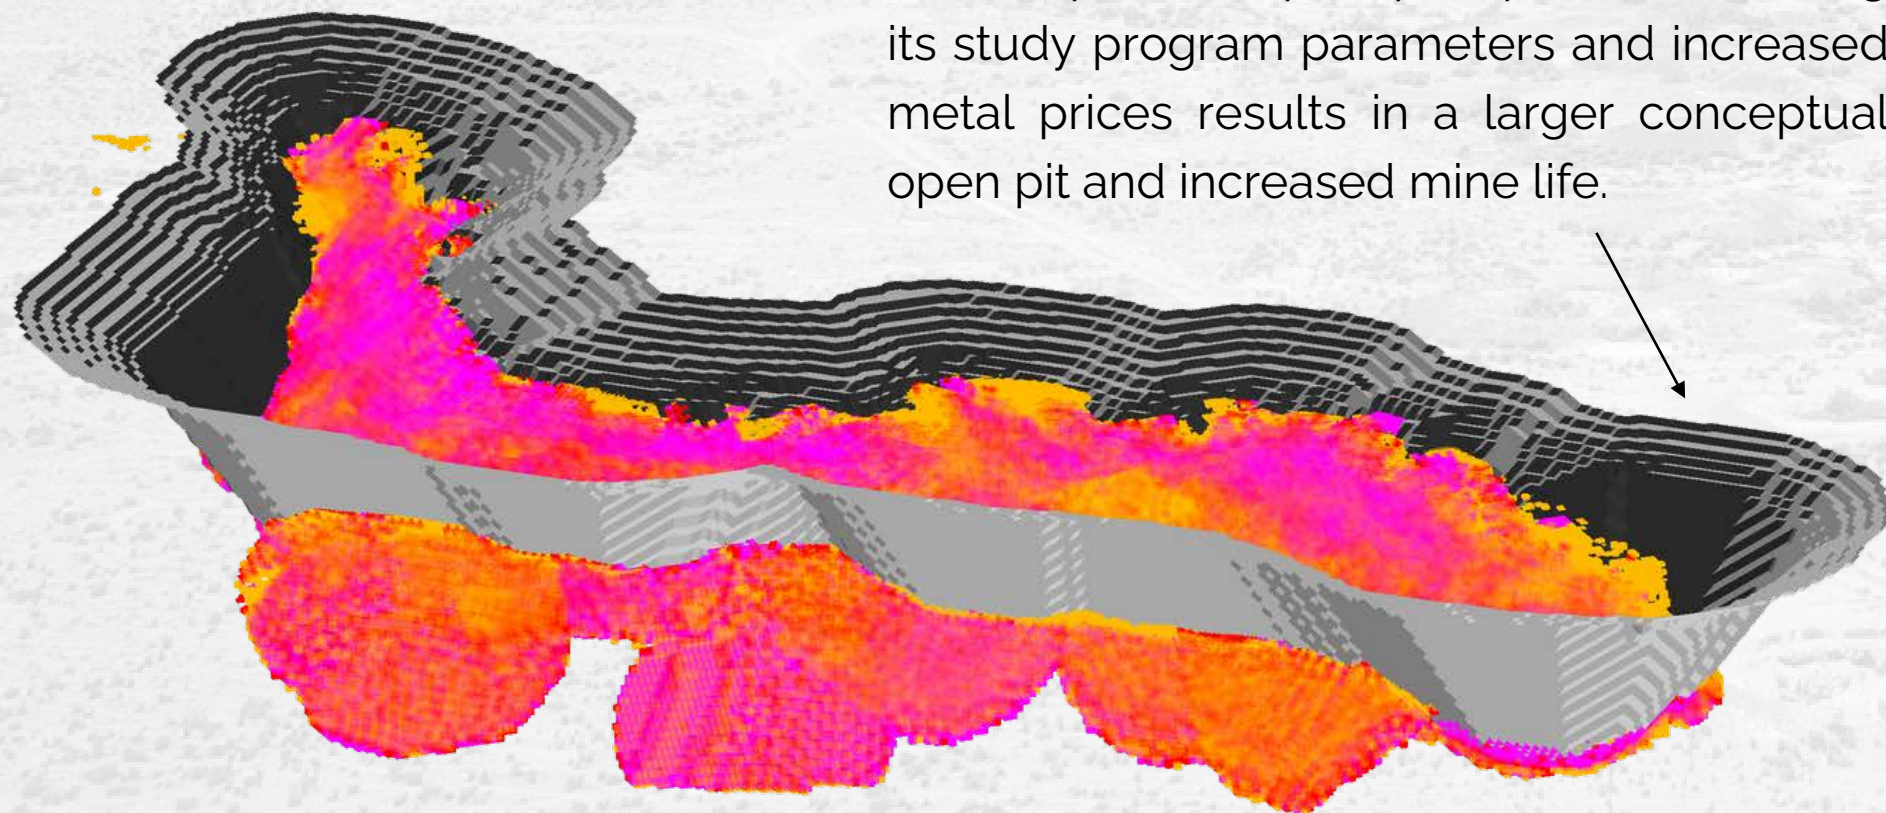 its study program parameters and increased
metal prices results in a larger conceptual
open pit and increased mine life.